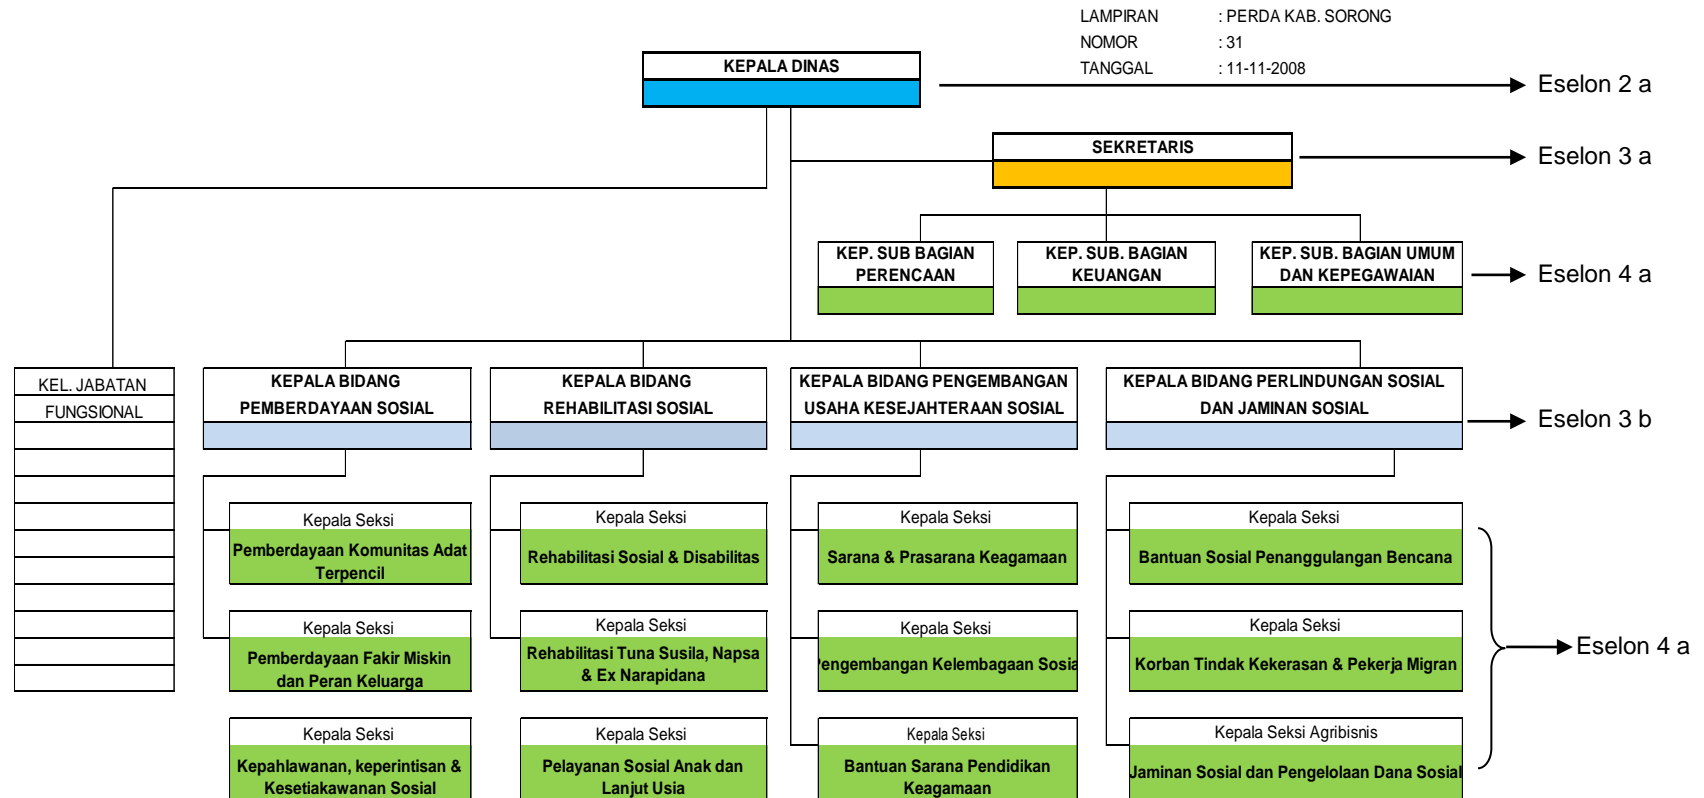 LAMPIRAN : PERDA KAB. SORONG
NOMOR : 31
TANGGAL : 11-11-2008
KEPALA DINAS
Eselon 2 a
SEKRETARIS
Eselon 3 a
KEP. SUB BAGIAN
PERENCAAN
KEP. SUB. BAGIAN
KEUANGAN
KEP. SUB. BAGIAN UMUM
DAN KEPEGAWAIAN
Eselon 4 a
KEL. JABATAN
FUNGSIONAL
KEPALA BIDANG
PEMBERDAYAAN SOSIAL
KEPALA BIDANG
REHABILITASI SOSIAL
KEPALA BIDANG PENGEMBANGAN
USAHA KESEJAHTERAAN SOSIAL
KEPALA BIDANG PERLINDUNGAN SOSIAL
DAN JAMINAN SOSIAL
Eselon 3 b
Kepala Seksi
Pemberdayaan Komunitas Adat
Terpencil
Kepala Seksi
Rehabilitasi Sosial & Disabilitas
Kepala Seksi
Sarana & Prasarana Keagamaan
Kepala Seksi
Bantuan Sosial Penanggulangan Bencana
Kepala Seksi
Pemberdayaan Fakir Miskin
dan Peran Keluarga
Kepala Seksi
Rehabilitasi Tuna Susila, Napsa
& Ex Narapidana
Kepala Seksi
Pengembangan Kelembagaan Sosia
Kepala Seksi
Korban Tindak Kekerasan & Pekerja Migran
Eselon 4 a
Kepala Seksi
Kepahlawanan, keperintisan &
Kesetiakawanan Sosial
Kepala Seksi
Pelayanan Sosial Anak dan
Lanjut Usia
Kepala Seksi
Bantuan Sarana Pendidikan
Keagamaan
Kepala Seksi Agribisnis
Jaminan Sosial dan Pengelolaan Dana Sosial